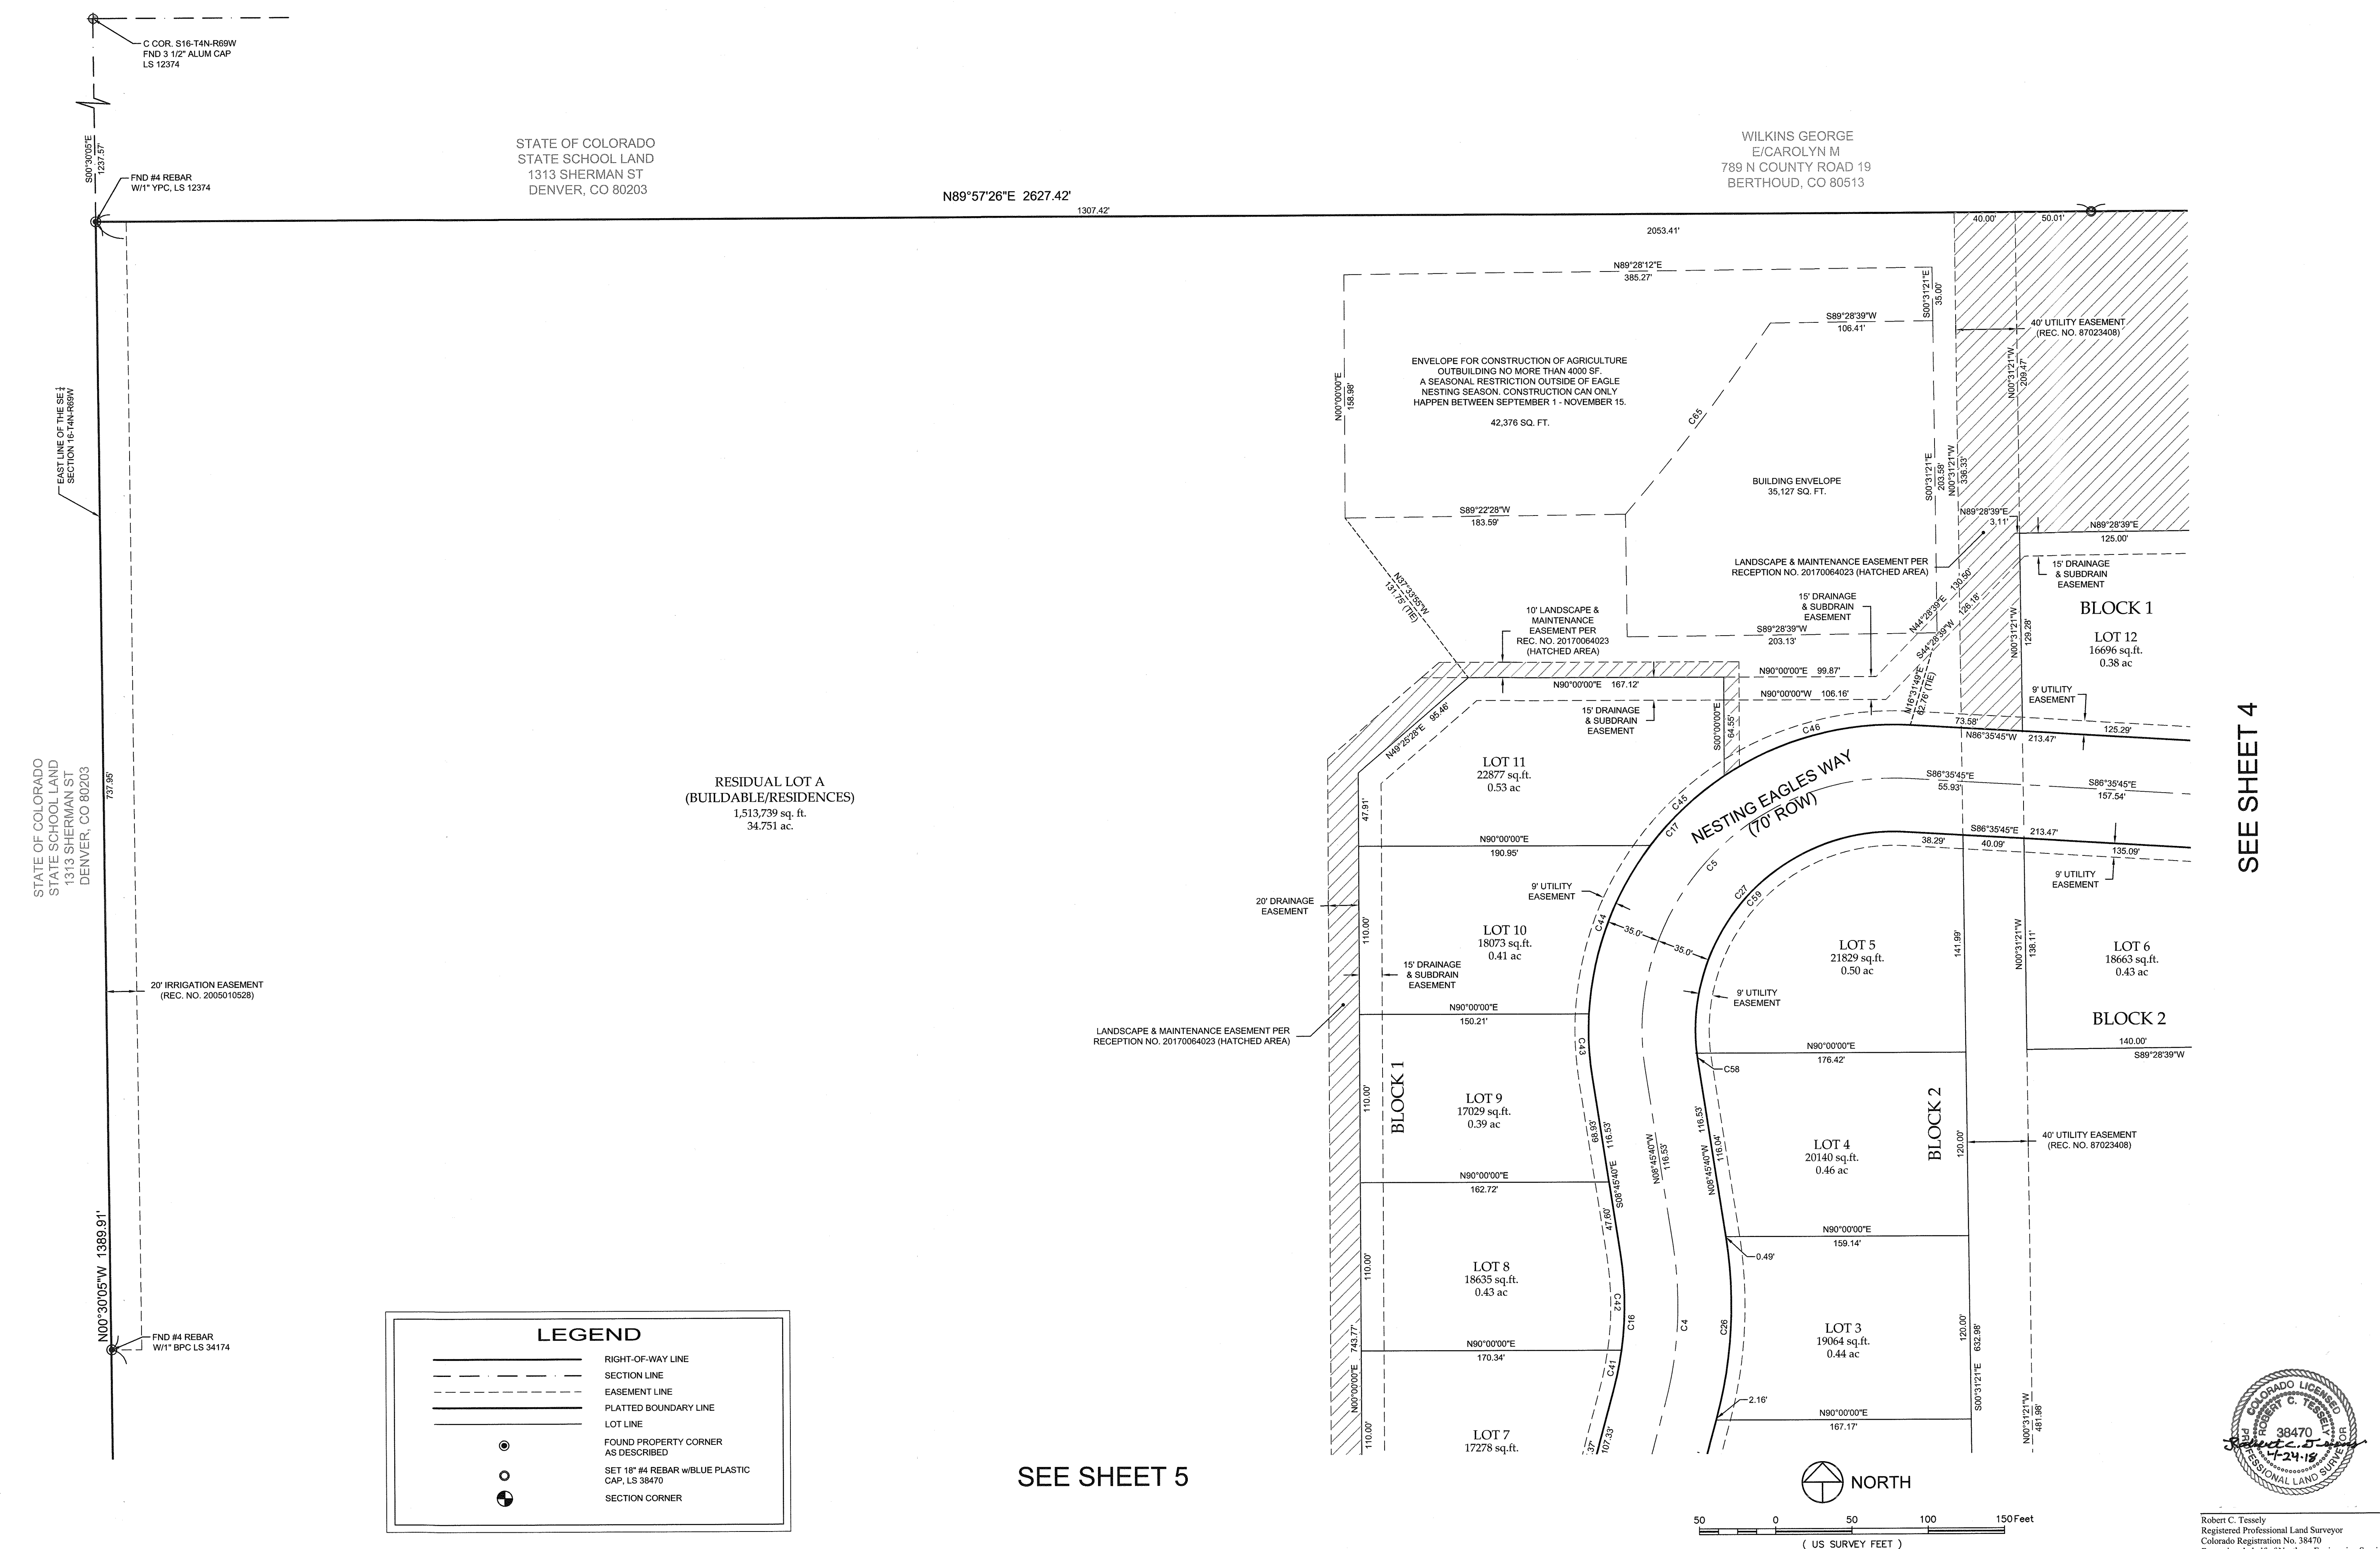 C COR. S16-T4N-R69W
FND 3 1/2" ALUM CAP
LS 12374
S00°30'05"E
1237.57'
FND #4 REBAR
W/1" YPC, LS 12374
STATE OF COLORADO
STATE SCHOOL LAND
1313 SHERMAN ST
DENVER, CO 80203
N89°57'26"E 2627.42'
1307.42'
WILKINS GEORGE
E/CAROLYN M
789 N COUNTY ROAD 19
BERTHOUD, CO 80513
2053.41'
40.00'
50.01'
N89°28'12"E
385.27'
S00°31'21"E
35.00'
S89°28'39"W
106.41'
40' UTILITY EASEMENT
(REC. NO. 87023408)
N00°31'21"W
209.47'
ENVELOPE FOR CONSTRUCTION OF AGRICULTURE
OUTBUILDING NO MORE THAN 4000 SF.
A SEASONAL RESTRICTION OUTSIDE OF EAGLE
NESTING SEASON. CONSTRUCTION CAN ONLY
HAPPEN BETWEEN SEPTEMBER 1 - NOVEMBER 15.
42,376 SQ. FT.
N00°00'00"E
158.98'
C65
EAST LINE OF THE SE 1/4
SECTION 16-T4N-R69W
BUILDING ENVELOPE
35,127 SQ. FT.
S00°31'21"E
203.58'
N00°31'21"W
336.33'
S89°22'28"W
183.59'
N89°28'39"E
3.11'
N89°28'39"E
125.00'
LANDSCAPE & MAINTENANCE EASEMENT PER
RECEPTION NO. 20170064023 (HATCHED AREA)
15' DRAINAGE
& SUBDRAIN
EASEMENT
N37°33'55"W
131.75' (TIE)
10' LANDSCAPE &
MAINTENANCE
EASEMENT PER
REC. NO. 20170064023
(HATCHED AREA)
15' DRAINAGE
& SUBDRAIN
EASEMENT
N44°28'39"E 130.50'
S44°28'39"W 126.18'
BLOCK 1
LOT 12
16696 sq.ft.
0.38 ac
N00°31'21"W
129.28'
S89°28'39"W
203.13'
N90°00'00"E 99.87'
N90°00'00"E 167.12'
N90°00'00"W 106.16'
N16°31'49"E
62.76' (TIE)
9' UTILITY
EASEMENT
15' DRAINAGE
& SUBDRAIN
EASEMENT
S00°00'00"E
64.55'
N49°25'28"E 95.46'
C46
73.58'
N86°35'45"W 213.47'
125.29'
SEE SHEET 4
LOT 11
22877 sq.ft.
0.53 ac
NESTING EAGLES WAY
(70' ROW)
S86°35'45"E
55.93'
S86°35'45"E
157.54'
STATE OF COLORADO
STATE SCHOOL LAND
1313 SHERMAN ST
DENVER, CO 80203
737.95'
RESIDUAL LOT A
(BUILDABLE/RESIDENCES)
1,513,739 sq. ft.
34.751 ac.
47.91'
C45
C17
N90°00'00"E
190.95'
S86°35'45"E 213.47'
38.29'
40.09'
135.09'
C5
9' UTILITY
EASEMENT
9' UTILITY
EASEMENT
C27
C59
20' DRAINAGE
EASEMENT
110.00'
LOT 10
18073 sq.ft.
0.41 ac
C44
35.0'
35.0'
LOT 5
21829 sq.ft.
0.50 ac
141.99'
N00°31'21"W
138.11'
LOT 6
18663 sq.ft.
0.43 ac
15' DRAINAGE
& SUBDRAIN
EASEMENT
9' UTILITY
EASEMENT
20' IRRIGATION EASEMENT
(REC. NO. 2005010528)
N90°00'00"E
150.21'
LANDSCAPE & MAINTENANCE EASEMENT PER
RECEPTION NO. 20170064023 (HATCHED AREA)
BLOCK 2
140.00'
S89°28'39"W
C43
N90°00'00"E
176.42'
C58
BLOCK 1
110.00'
LOT 9
17029 sq.ft.
0.39 ac
68.93'
116.53'
S08°45'40"E
N08°45'40"W
116.53'
116.53'
N08°45'40"W
116.04'
LOT 4
20140 sq.ft.
0.46 ac
BLOCK 2
120.00'
40' UTILITY EASEMENT
(REC. NO. 87023408)
N90°00'00"E
162.72'
47.60'
N90°00'00"E
159.14'
0.49'
N00°30'05"W 1389.91'
110.00'
LOT 8
18635 sq.ft.
0.43 ac
C42
C16
C4
C26
LOT 3
19064 sq.ft.
0.44 ac
120.00'
S00°31'21"E 632.98'
FND #4 REBAR
W/1" BPC LS 34174
N90°00'00"E
170.34'
N00°00'00"E 743.77'
C41
2.16'
N90°00'00"E
167.17'
N00°31'21"W
481.98'
110.00'
LOT 7
17278 sq.ft.
.37'
107.33'
LEGEND
RIGHT-OF-WAY LINE
SECTION LINE
EASEMENT LINE
PLATTED BOUNDARY LINE
LOT LINE
FOUND PROPERTY CORNER
AS DESCRIBED
SET 18" #4 REBAR w/BLUE PLASTIC
CAP, LS 38470
SECTION CORNER
SEE SHEET 5
NORTH
50 0 50 100 150 Feet
( US SURVEY FEET )
COLORADO LICENSED
ROBERT C. TESSELY
38470
4-24-18
PROFESSIONAL LAND SURVEYOR
Robert C. Tessely
Registered Professional Land Surveyor
Colorado Registration No. 38470